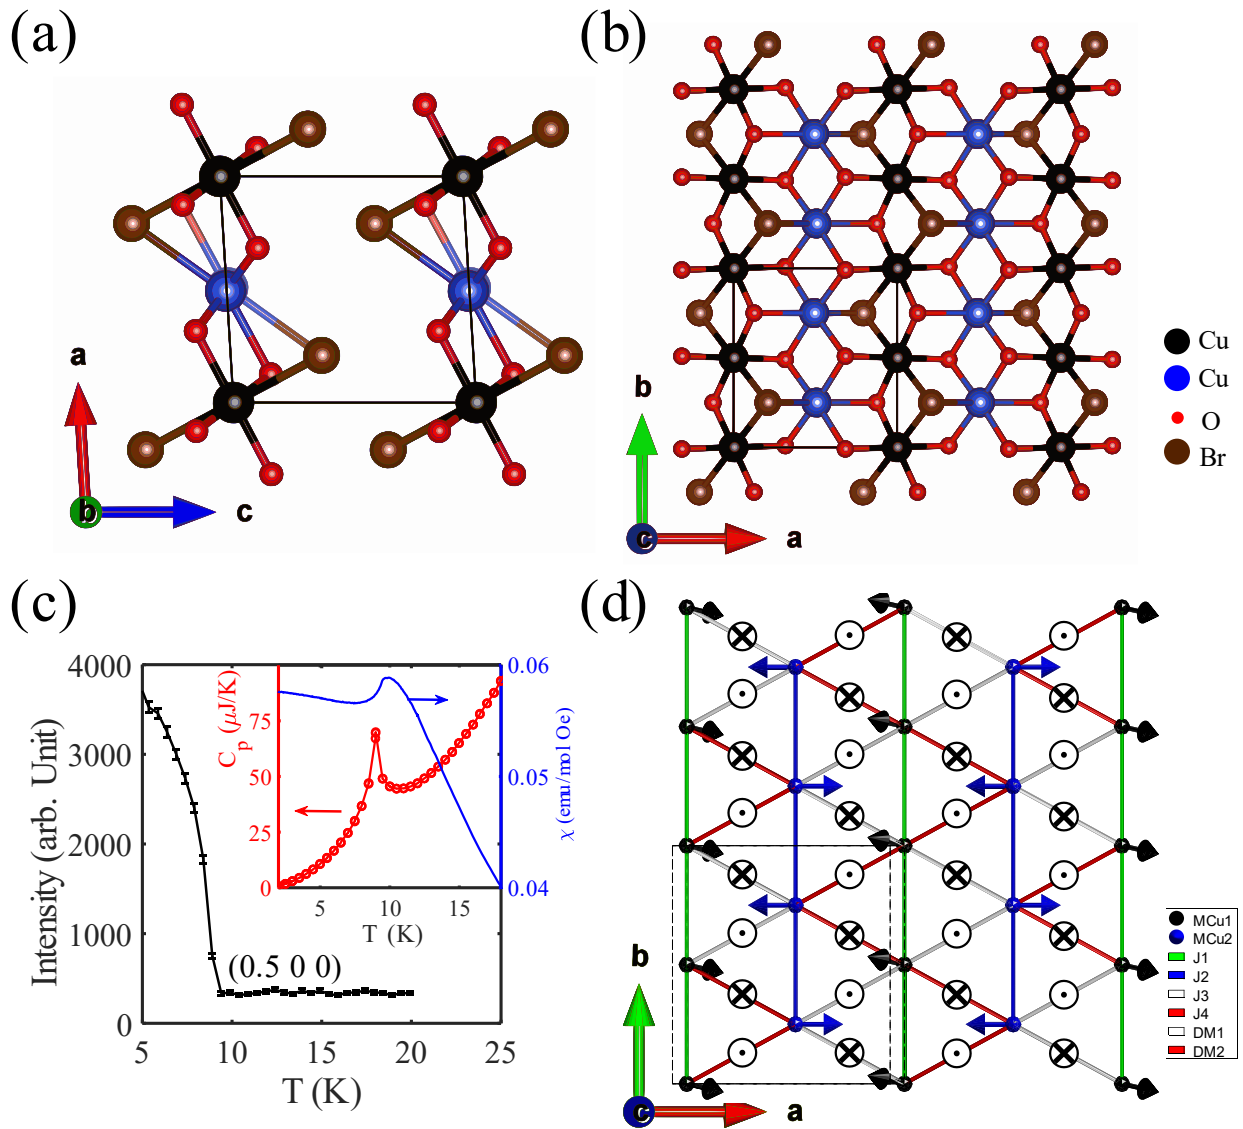 (a)
a
b
c
(b)
b
c
a
Cu
Cu
O
Br
(c)
Intensity (arb. Unit)
4000
3000
2000
1000
0
5
10
15
20
25
T (K)
(0.5 0 0)
C_p (μJ/K)
75
50
25
0
5
10
15
T (K)
0.06
0.05
0.04
χ (emu/mol Oe)
(d)
b
c
a
MCu1
MCu2
J1
J2
J3
J4
DM1
DM2